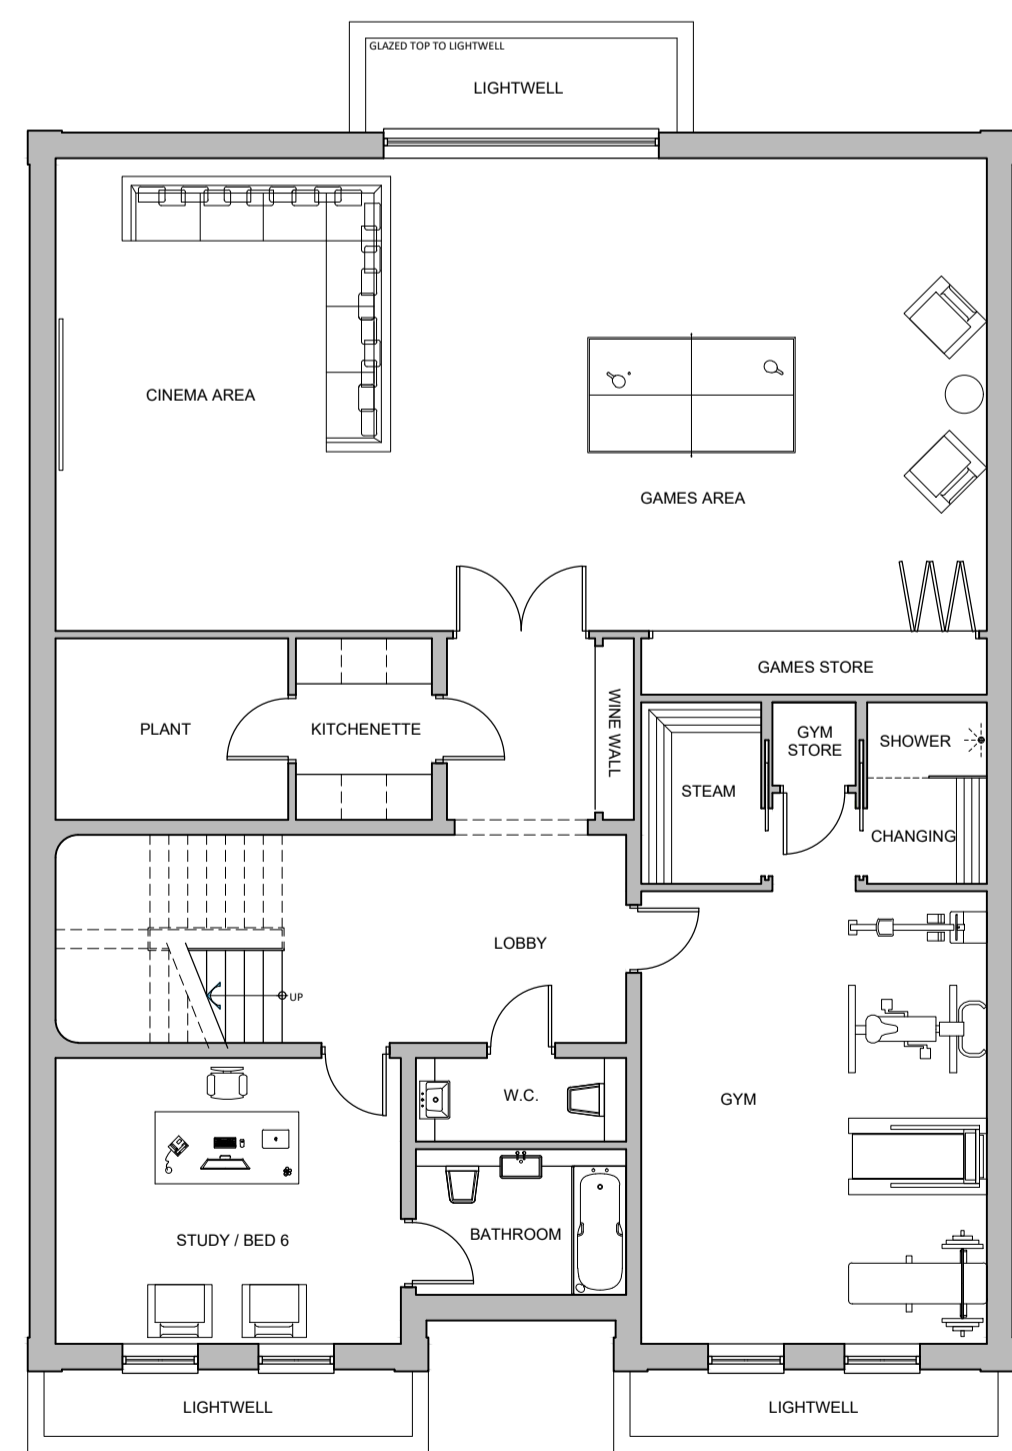 GLAZED TOP TO LIGHTWELL
LIGHTWELL
CINEMA AREA
GAMES AREA
GAMES STORE
PLANT
KITCHENETTE
WINE WALL
STEAM
GYM
STORE
SHOWER
CHANGING
LOBBY
UP
W.C.
GYM
STUDY / BED 6
BATHROOM
LIGHTWELL
LIGHTWELL